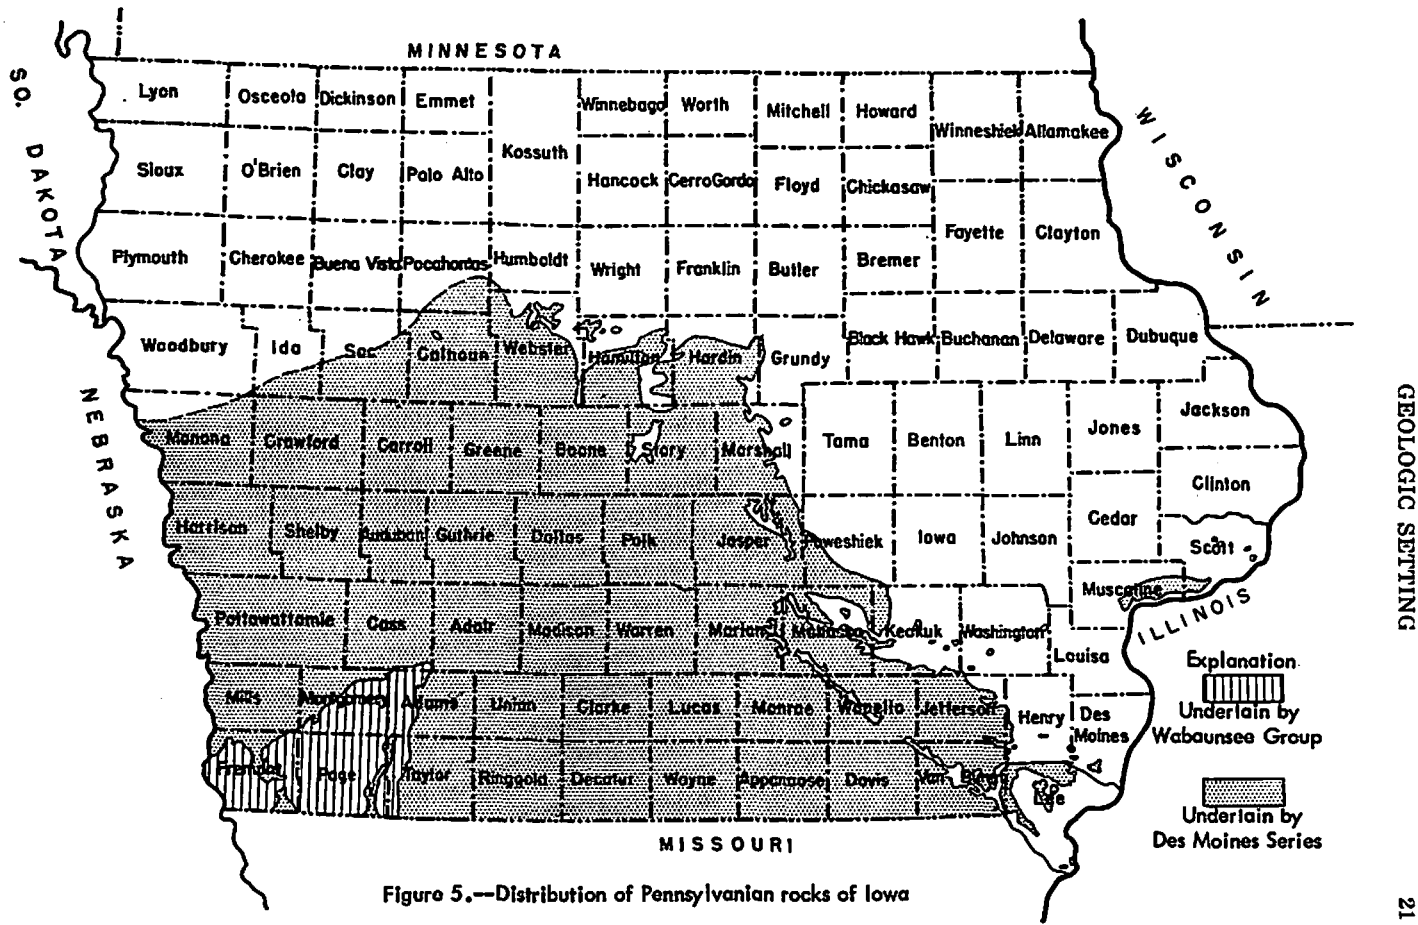 MINNESOTA
SO. DAKOTA
WISCONSIN
Lyon
Osceola
Dickinson
Emmet
Kossuth
Winnebago
Worth
Mitchell
Howard
Winneshiek
Allamakee
Sioux
O'Brien
Clay
Palo Alto
Hancock
Cerro Gordo
Floyd
Chickasaw
Fayette
Clayton
Plymouth
Cherokee
Buena Vista
Pocahontas
Humboldt
Wright
Franklin
Butler
Bremer
Woodbury
Ida
Sac
Calhoun
Webster
Hamilton
Hardin
Grundy
Black Hawk
Buchanan
Delaware
Dubuque
NEBRASKA
Monona
Crawford
Carroll
Greene
Boone
Story
Marshall
Tama
Benton
Linn
Jones
Jackson
Clinton
Harrison
Shelby
Audubon
Guthrie
Dallas
Polk
Jasper
Poweshiek
Iowa
Johnson
Cedar
Scott
Muscatine
ILLINOIS
Pottawattamie
Cass
Adair
Madison
Warren
Marion
Mahaska
Keokuk
Washington
Louisa
Mills
Montgomery
Adams
Union
Clarke
Lucas
Monroe
Wapello
Jefferson
Henry
Des
Moines
Fremont
Page
Taylor
Ringgold
Decatur
Wayne
Appanoose
Davis
Van Buren
Lee
MISSOURI
Explanation
Underlain by
Wabaunsee Group
Underlain by
Des Moines Series
Figure 5.--Distribution of Pennsylvanian rocks of Iowa
GEOLOGIC SETTING
21